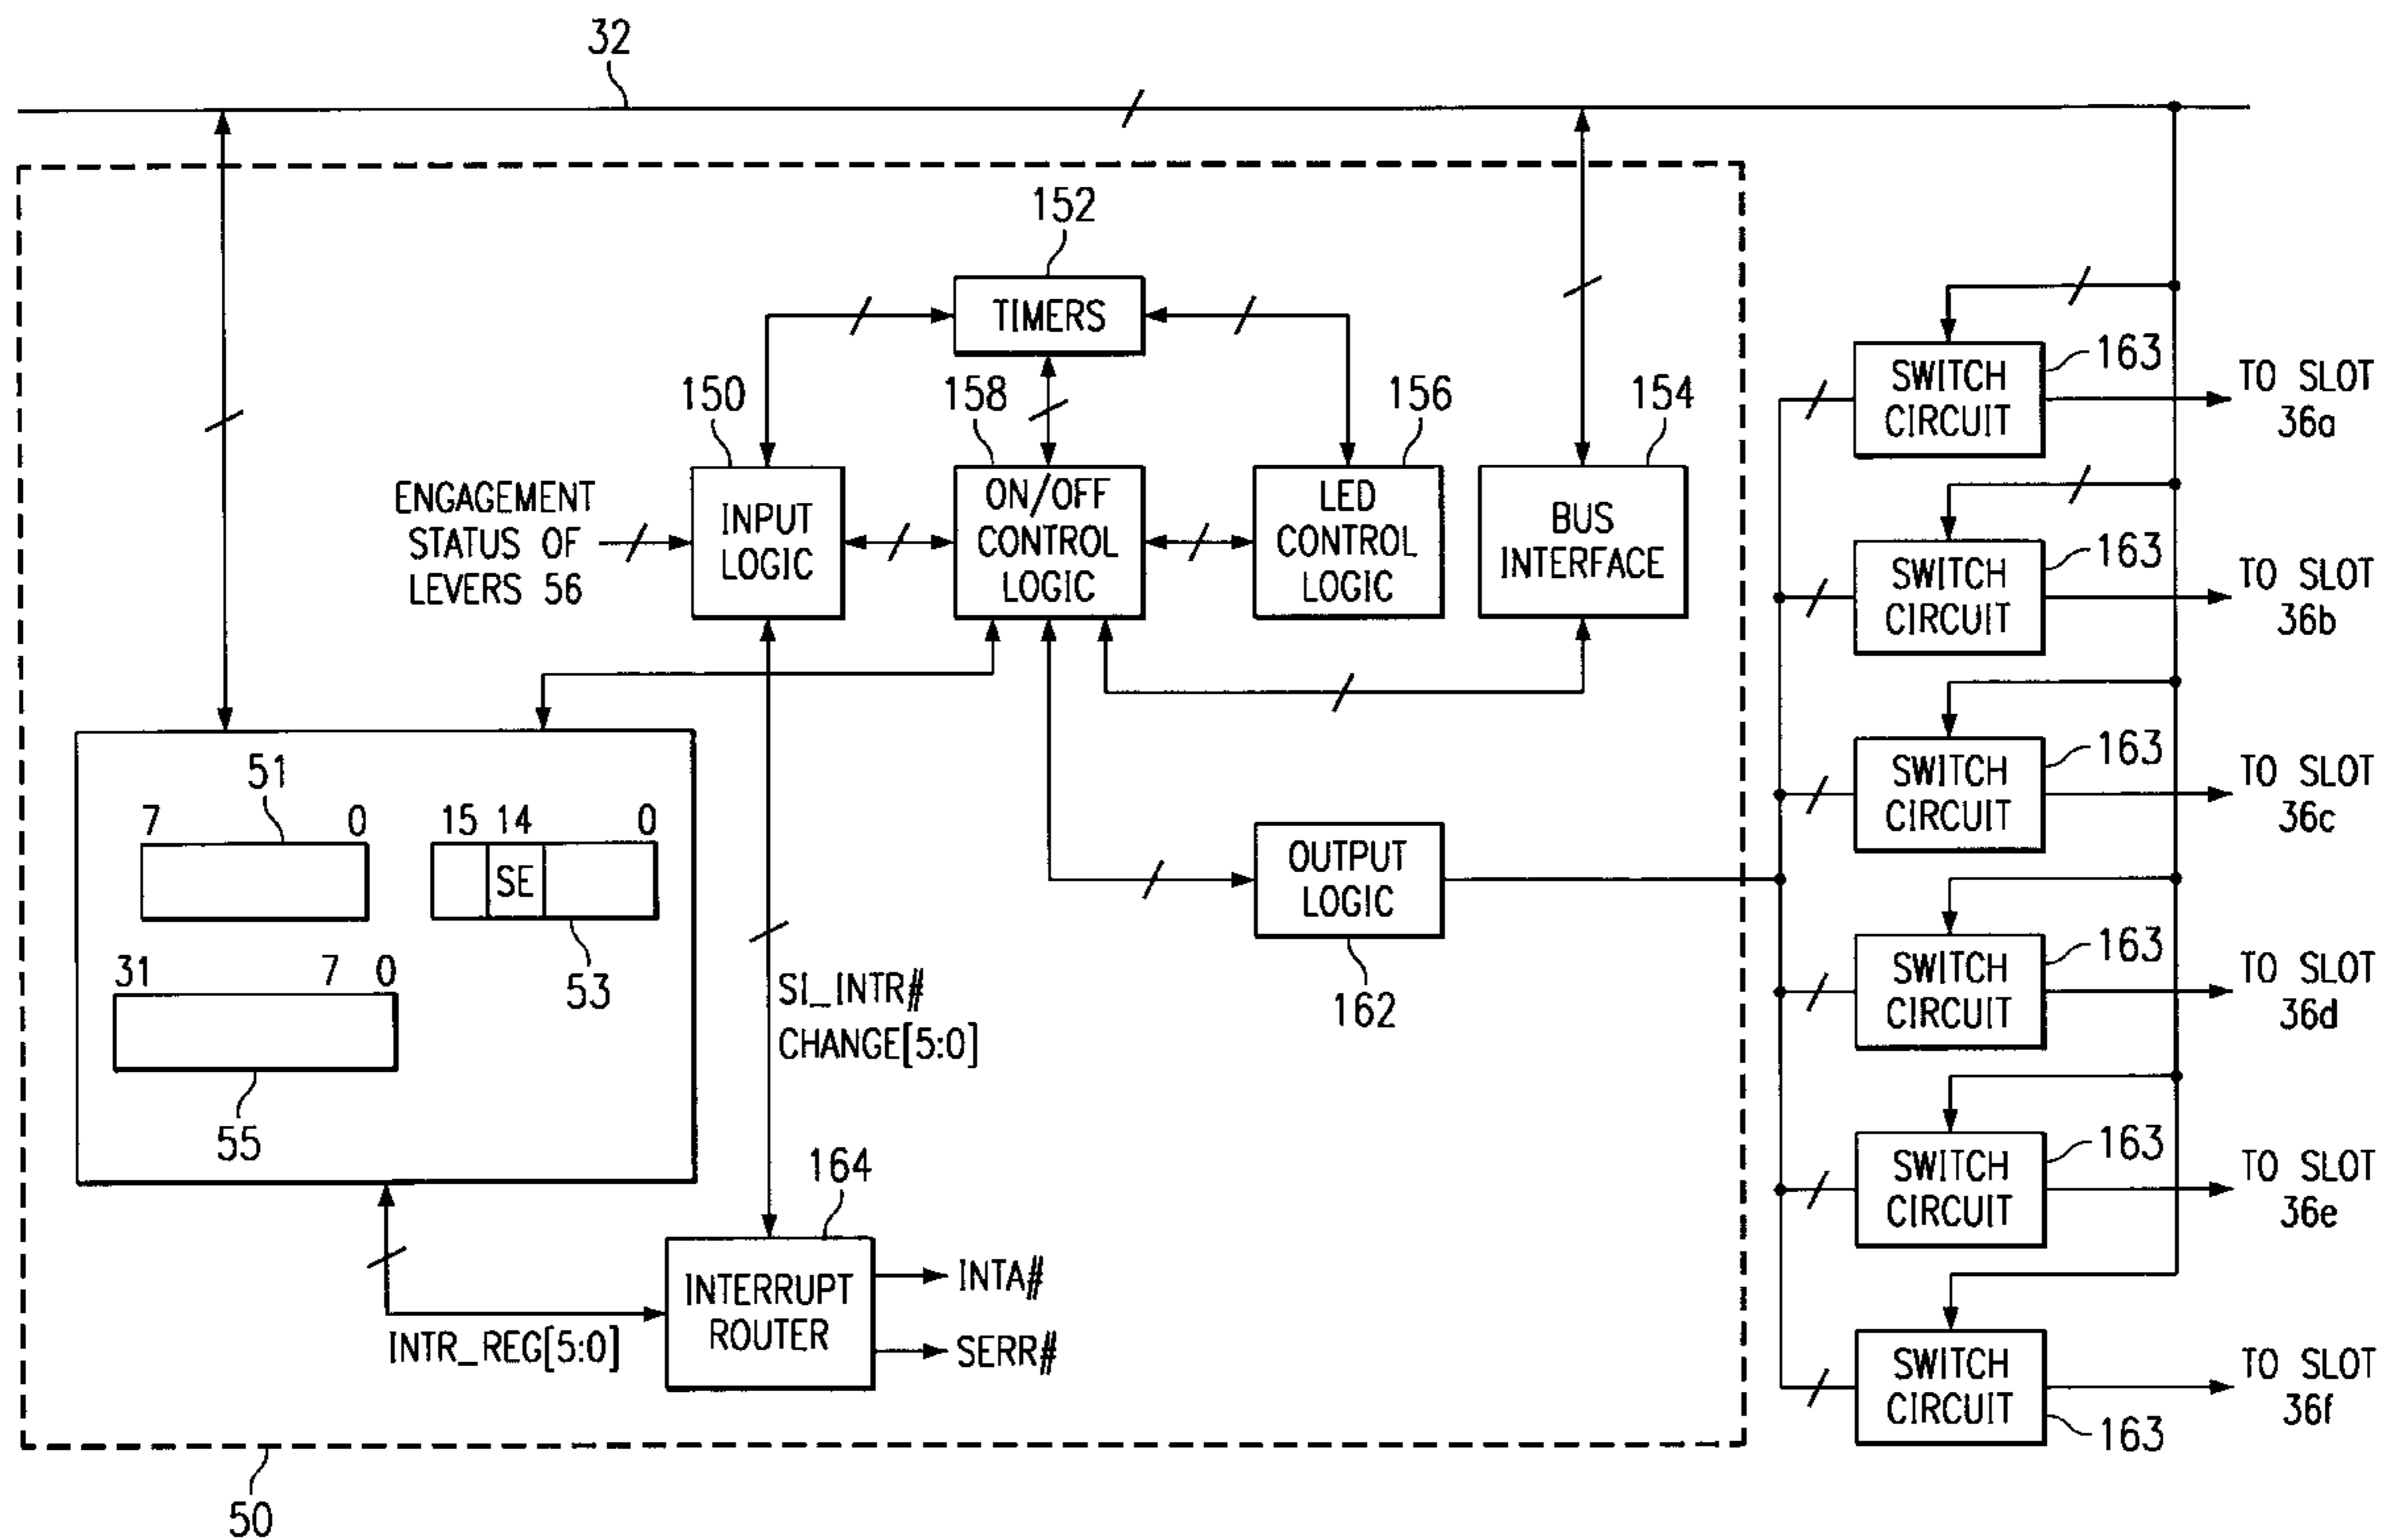 32
152
TIMERS
150
158
156
154
ENGAGEMENT
STATUS OF
LEVERS 56
INPUT
LOGIC
ON/OFF
CONTROL
LOGIC
LED
CONTROL
LOGIC
BUS
INTERFACE
51
7
0
15
14
0
SE
53
31
7
0
55
SI_INTR#
CHANGE[5:0]
OUTPUT
LOGIC
162
164
INTERRUPT
ROUTER
INTA#
SERR#
INTR_REG[5:0]
50
SWITCH
CIRCUIT
163
TO SLOT
36a
SWITCH
CIRCUIT
163
TO SLOT
36b
SWITCH
CIRCUIT
163
TO SLOT
36c
SWITCH
CIRCUIT
163
TO SLOT
36d
SWITCH
CIRCUIT
163
TO SLOT
36e
SWITCH
CIRCUIT
163
TO SLOT
36f